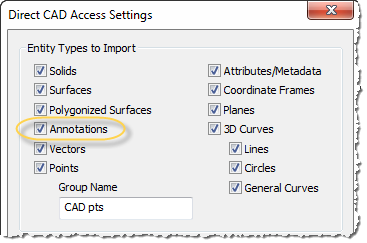 Direct CAD Access Settings
Entity Types to Import
Solids
Surfaces
Polygonized Surfaces
Annotations
Vectors
Points
Group Name
CAD pts
Attributes/Metadata
Coordinate Frames
Planes
3D Curves
Lines
Circles
General Curves